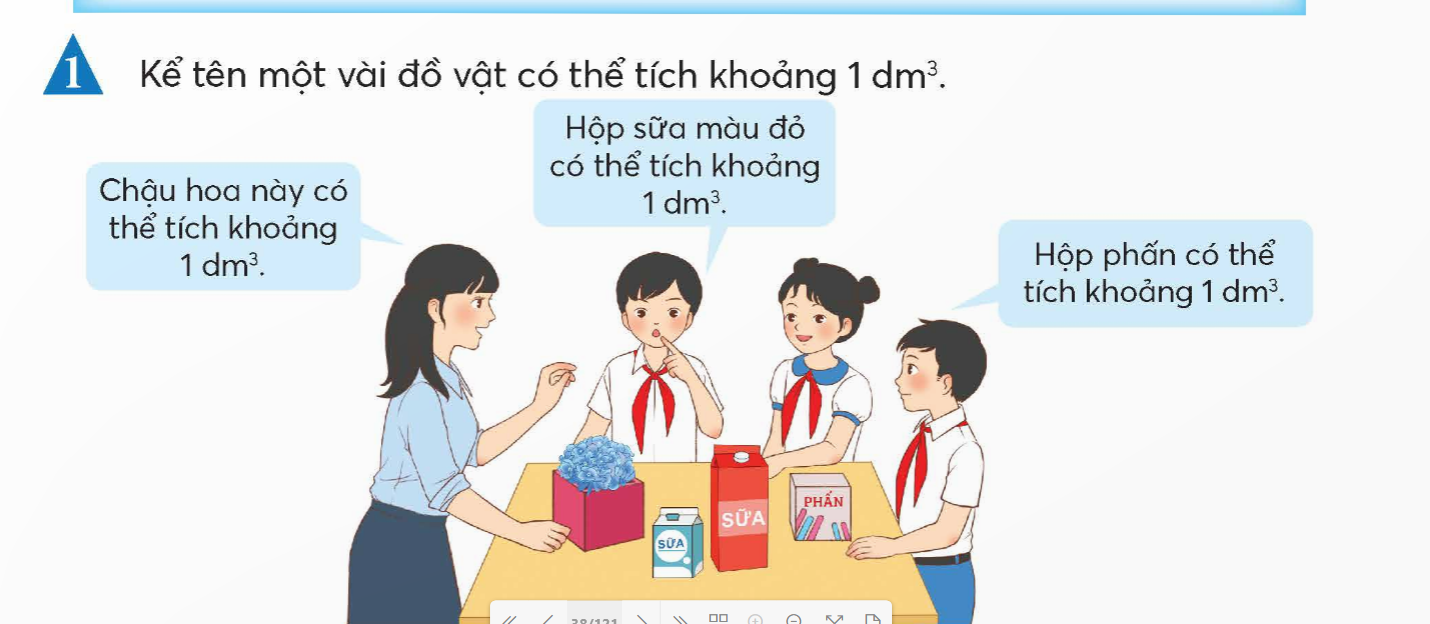 1 Kể tên một vài đồ vật có thể tích khoảng 1 dm³.
Hộp sữa màu đỏ
có thể tích khoảng
1 dm³.
Chậu hoa này có
thể tích khoảng
1 dm³.
Hộp phấn có thể
tích khoảng 1 dm³.
PHẤN
SỮA
SỮA
38/121